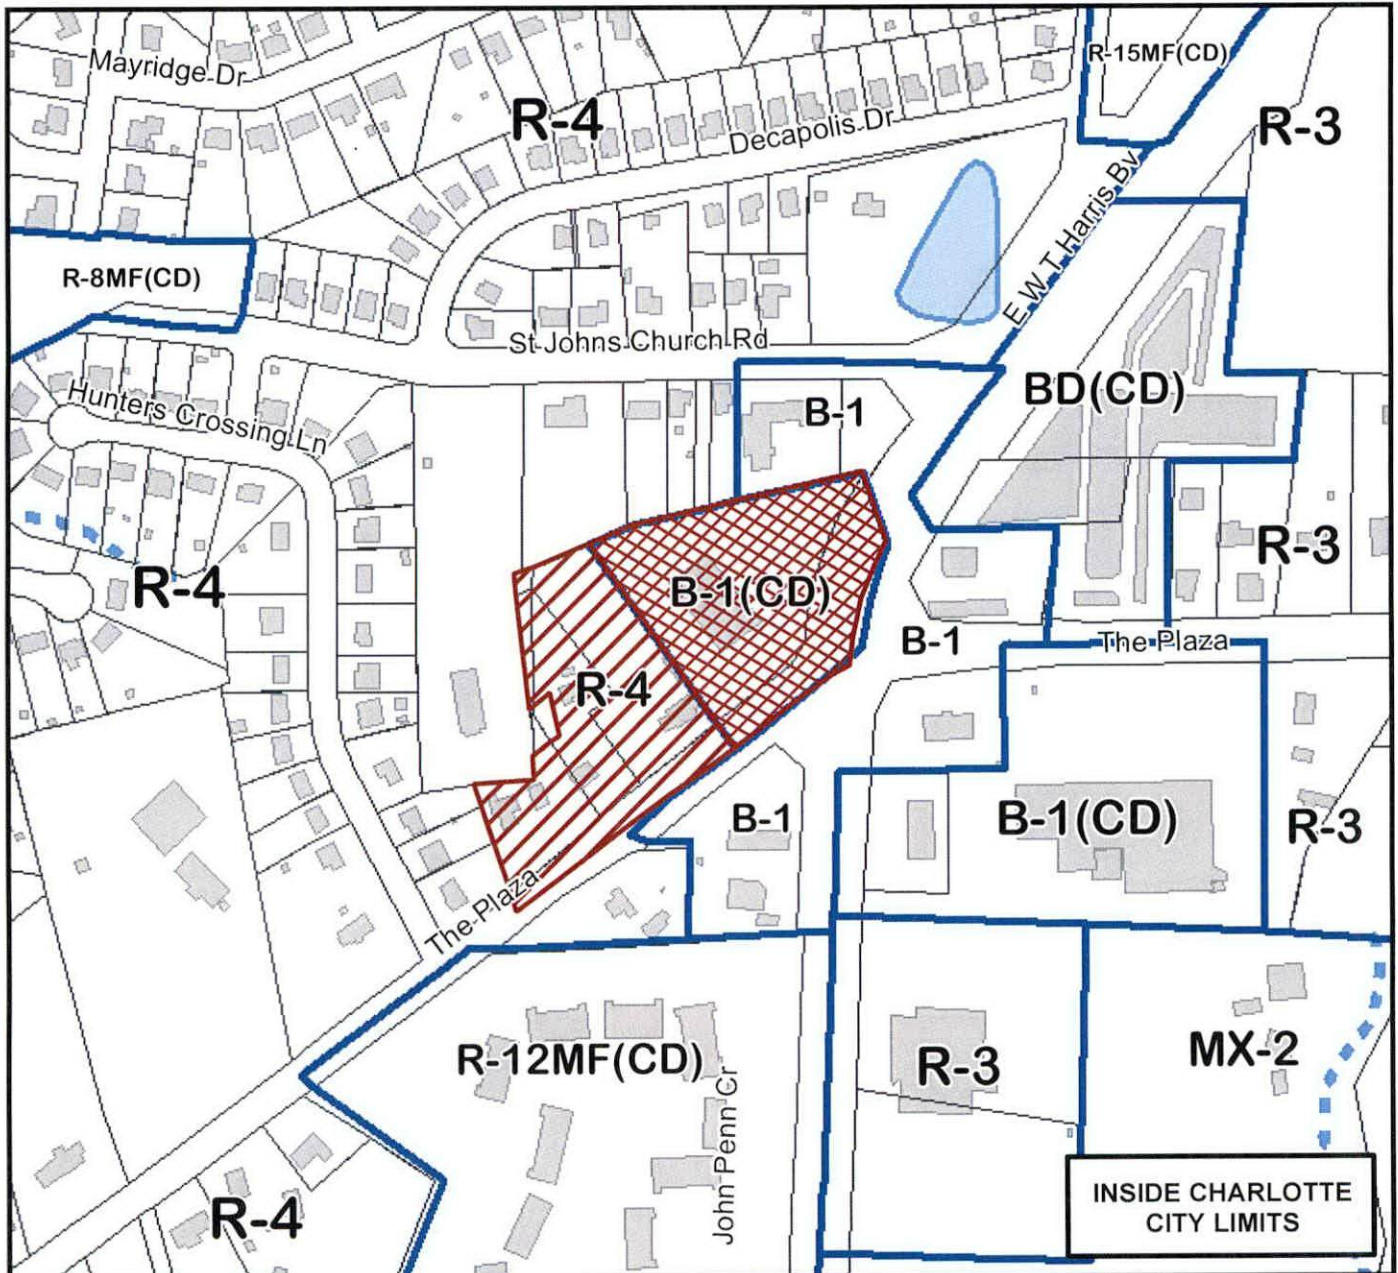 R-15MF(CD)
Mayridge Dr
R-4
R-3
Decapolis Dr
E W T Harris Bv
R-8MF(CD)
St Johns Church Rd
BD(CD)
Hunters Crossing Ln
B-1
R-3
R-4
B-1(CD)
B-1
The Plaza
R-4
B-1
B-1(CD)
R-3
The Plaza
R-12MF(CD)
R-3
MX-2
John Penn Cr
R-4
INSIDE CHARLOTTE
CITY LIMITS